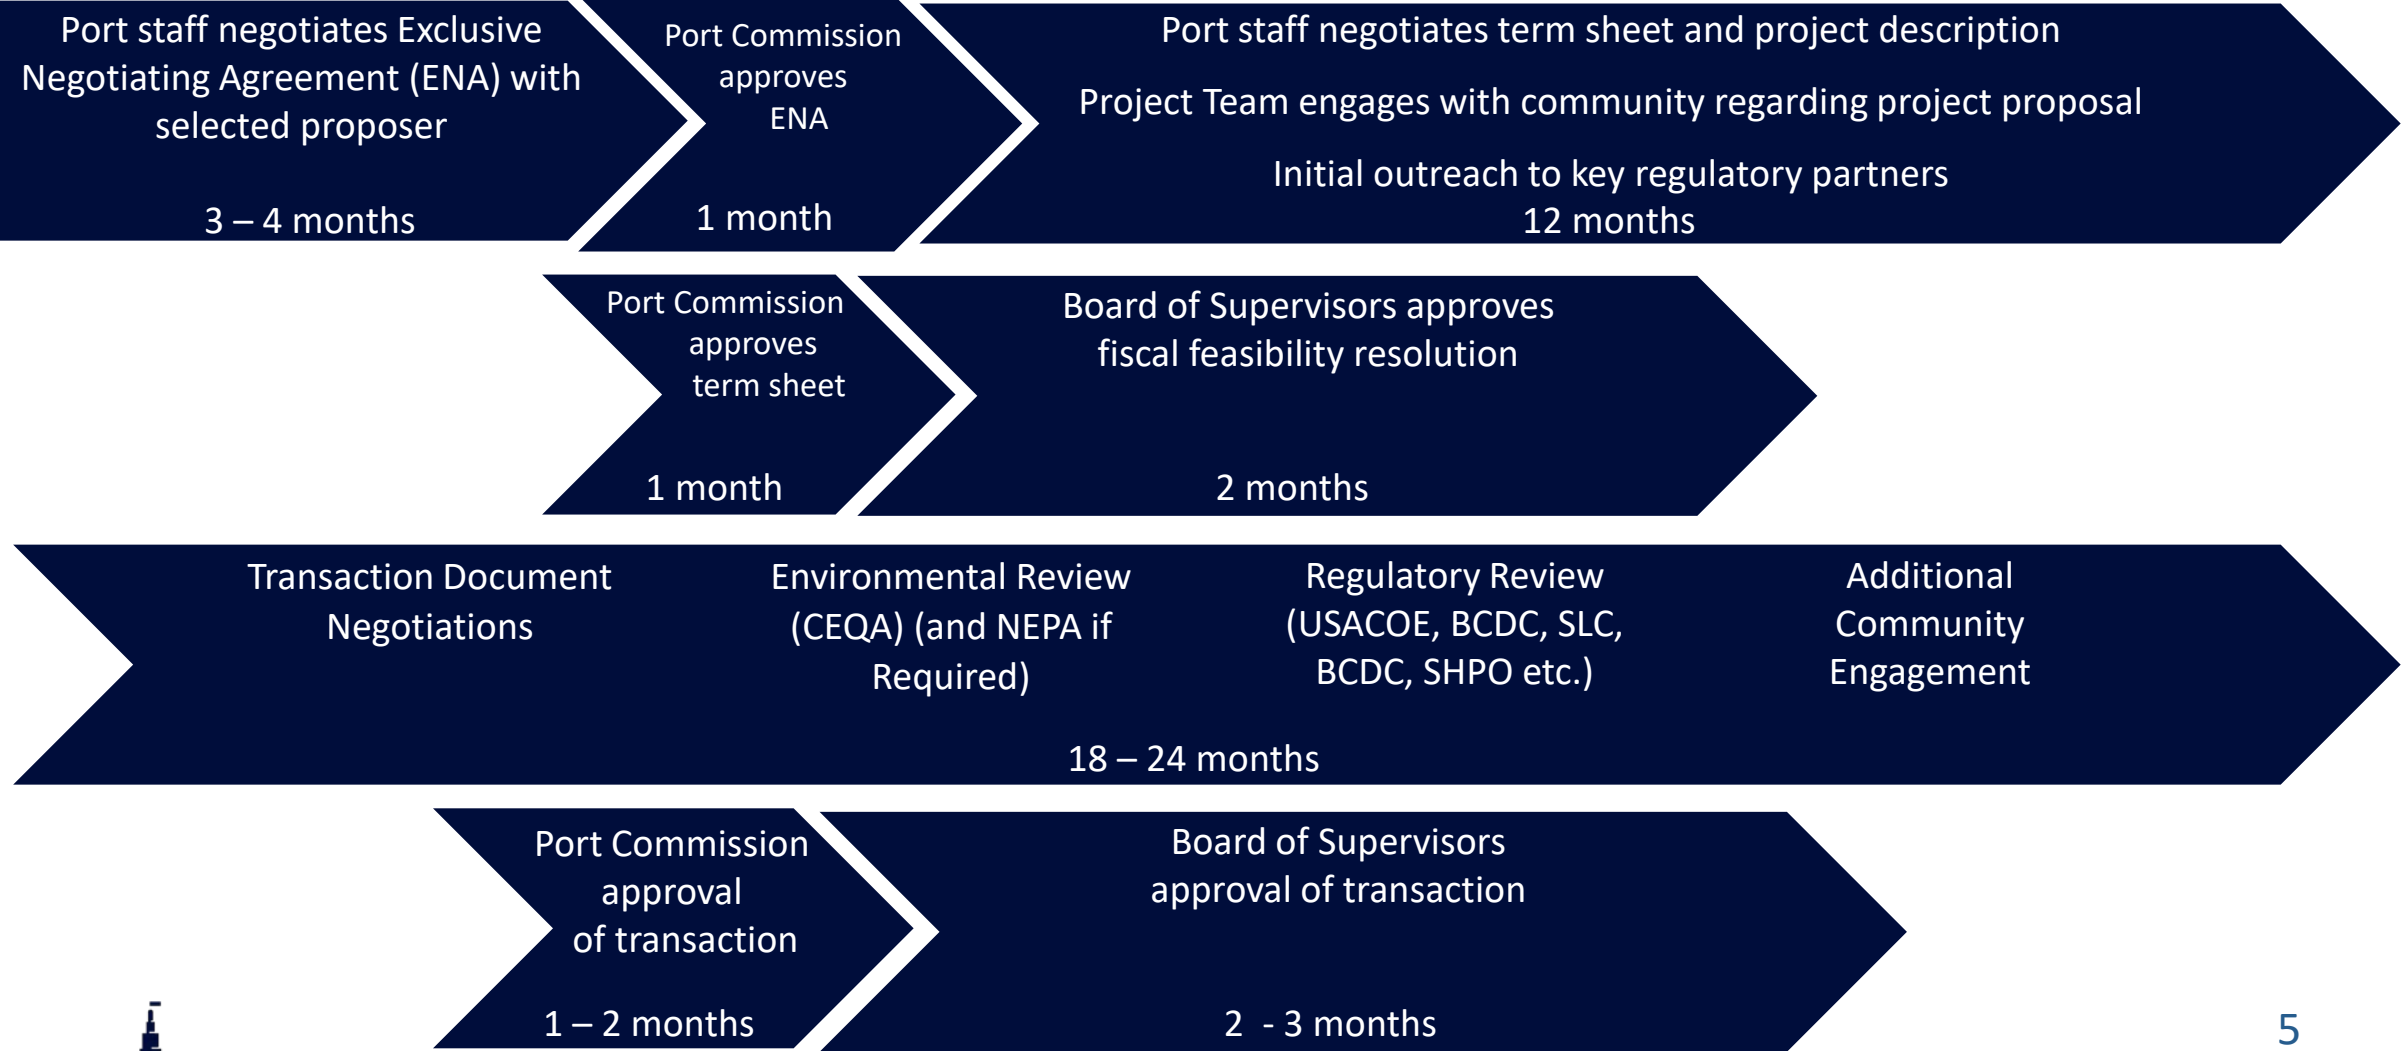 Port staff negotiates Exclusive
Negotiating Agreement (ENA) with
selected proposer
3 – 4 months
Port Commission
approves
ENA
1 month
Port staff negotiates term sheet and project description
Project Team engages with community regarding project proposal
Initial outreach to key regulatory partners
12 months
Port Commission
approves
term sheet
1 month
Board of Supervisors approves
fiscal feasibility resolution
2 months
Transaction Document
Negotiations
Environmental Review
(CEQA) (and NEPA if
Required)
Regulatory Review
(USACOE, BCDC, SLC,
BCDC, SHPO etc.)
Additional
Community
Engagement
18 – 24 months
Port Commission
approval
of transaction
1 – 2 months
Board of Supervisors
approval of transaction
2 - 3 months
5